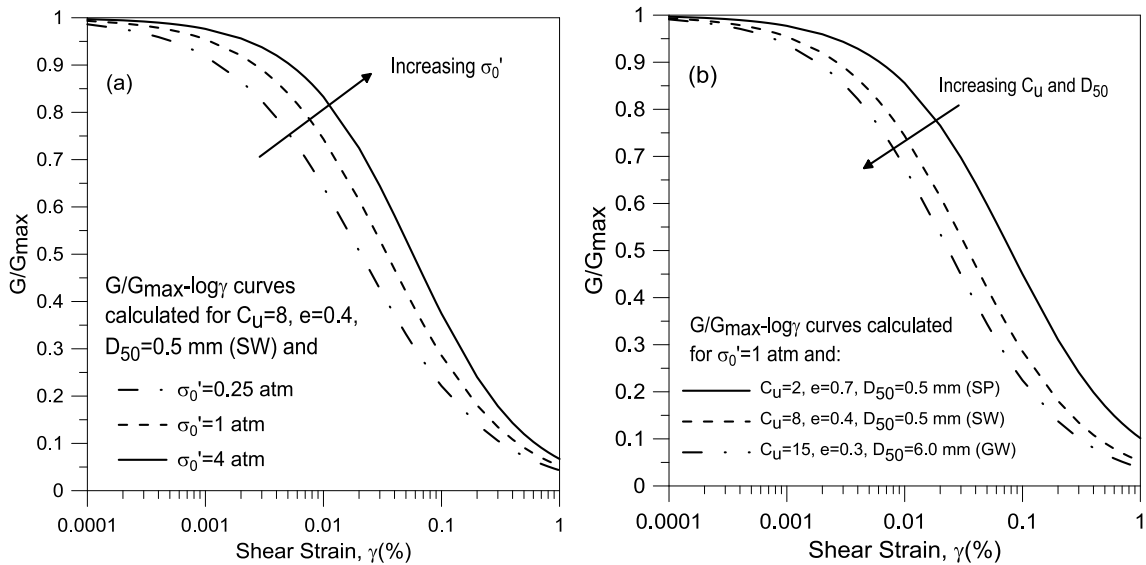 1
0.9
0.8
0.7
0.6
0.5
0.4
0.3
0.2
0.1
0
G/Gmax
(a)
Increasing σ0'
G/Gmax-logγ curves
calculated for Cu=8, e=0.4,
D50=0.5 mm (SW) and
σ0'=0.25 atm
σ0'=1 atm
σ0'=4 atm
0.0001 0.001 0.01 0.1 1
Shear Strain, γ(%)
1
0.9
0.8
0.7
0.6
0.5
0.4
0.3
0.2
0.1
0
G/Gmax
(b)
Increasing Cu and D50
G/Gmax-logγ curves calculated
for σ0'=1 atm and:
Cu=2, e=0.7, D50=0.5 mm (SP)
Cu=8, e=0.4, D50=0.5 mm (SW)
Cu=15, e=0.3, D50=6.0 mm (GW)
0.0001 0.001 0.01 0.1 1
Shear Strain, γ(%)